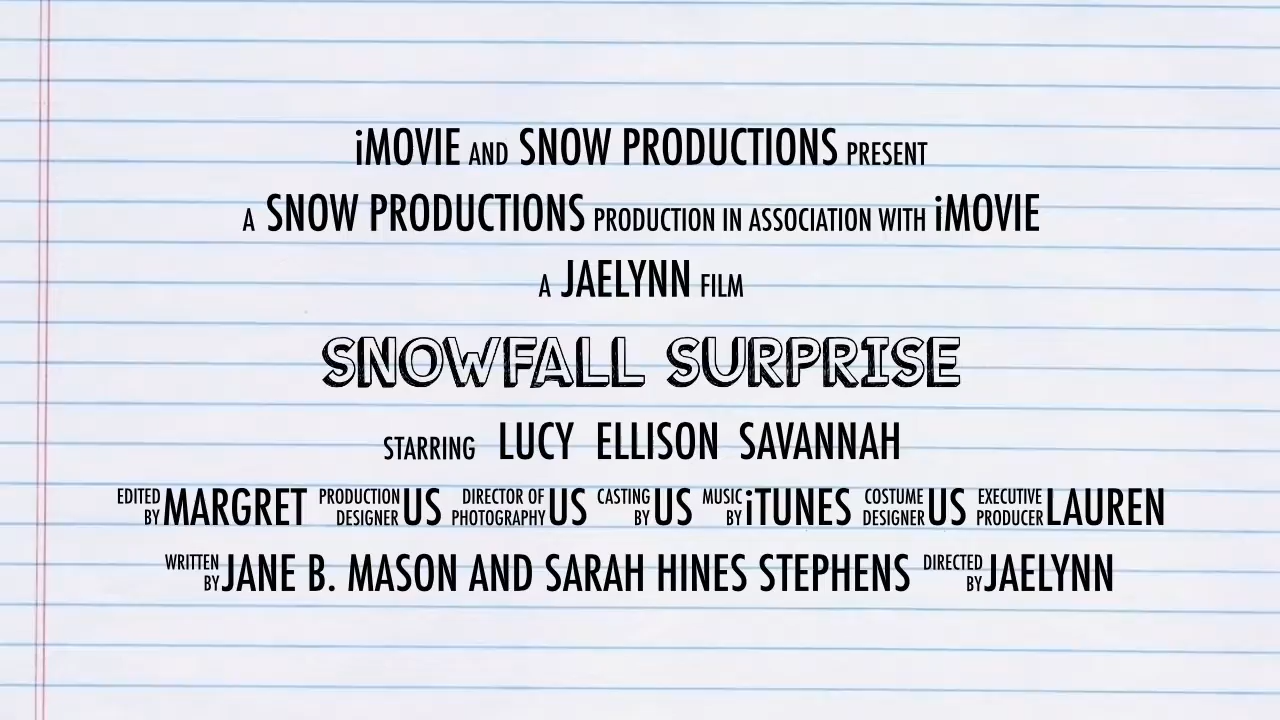 iMOVIE AND SNOW PRODUCTIONS PRESENT
A SNOW PRODUCTIONS PRODUCTION IN ASSOCIATION WITH iMOVIE
A JAELYNN FILM
SNOWFALL SURPRISE
STARRING LUCY ELLISON SAVANNAH
EDITED BY MARGRET PRODUCTION DESIGNER US DIRECTOR OF PHOTOGRAPHY US CASTING BY US MUSIC BY iTUNES COSTUME DESIGNER US EXECUTIVE PRODUCER LAUREN
WRITTEN BY JANE B. MASON AND SARAH HINES STEPHENS DIRECTED BY JAELYNN